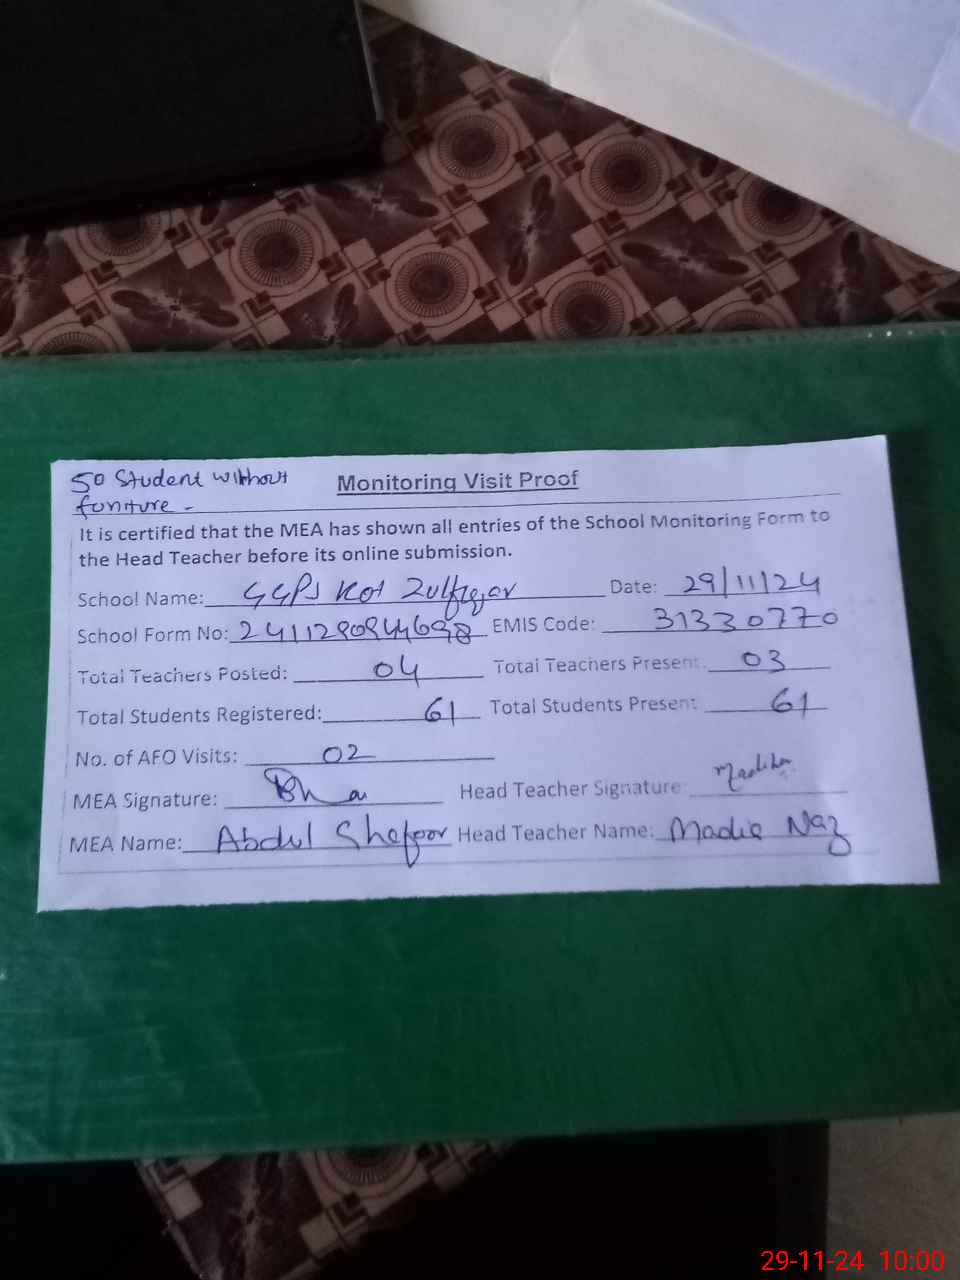 50 Student without
furniture -
Monitoring Visit Proof
It is certified that the MEA has shown all entries of the School Monitoring Form to
the Head Teacher before its online submission.
School Name: GGPS Kot Zulfiqar Date: 29/11/24
School Form No: EMIS Code: 31330770
Total Teachers Posted: 04 Total Teachers Present: 03
Total Students Registered: 61 Total Students Present: 61
No. of AFO Visits: 02
MEA Signature: Head Teacher Signature: Madiha
MEA Name: Abdul Shakoor Head Teacher Name: Madia Naz
29-11-24 10:00